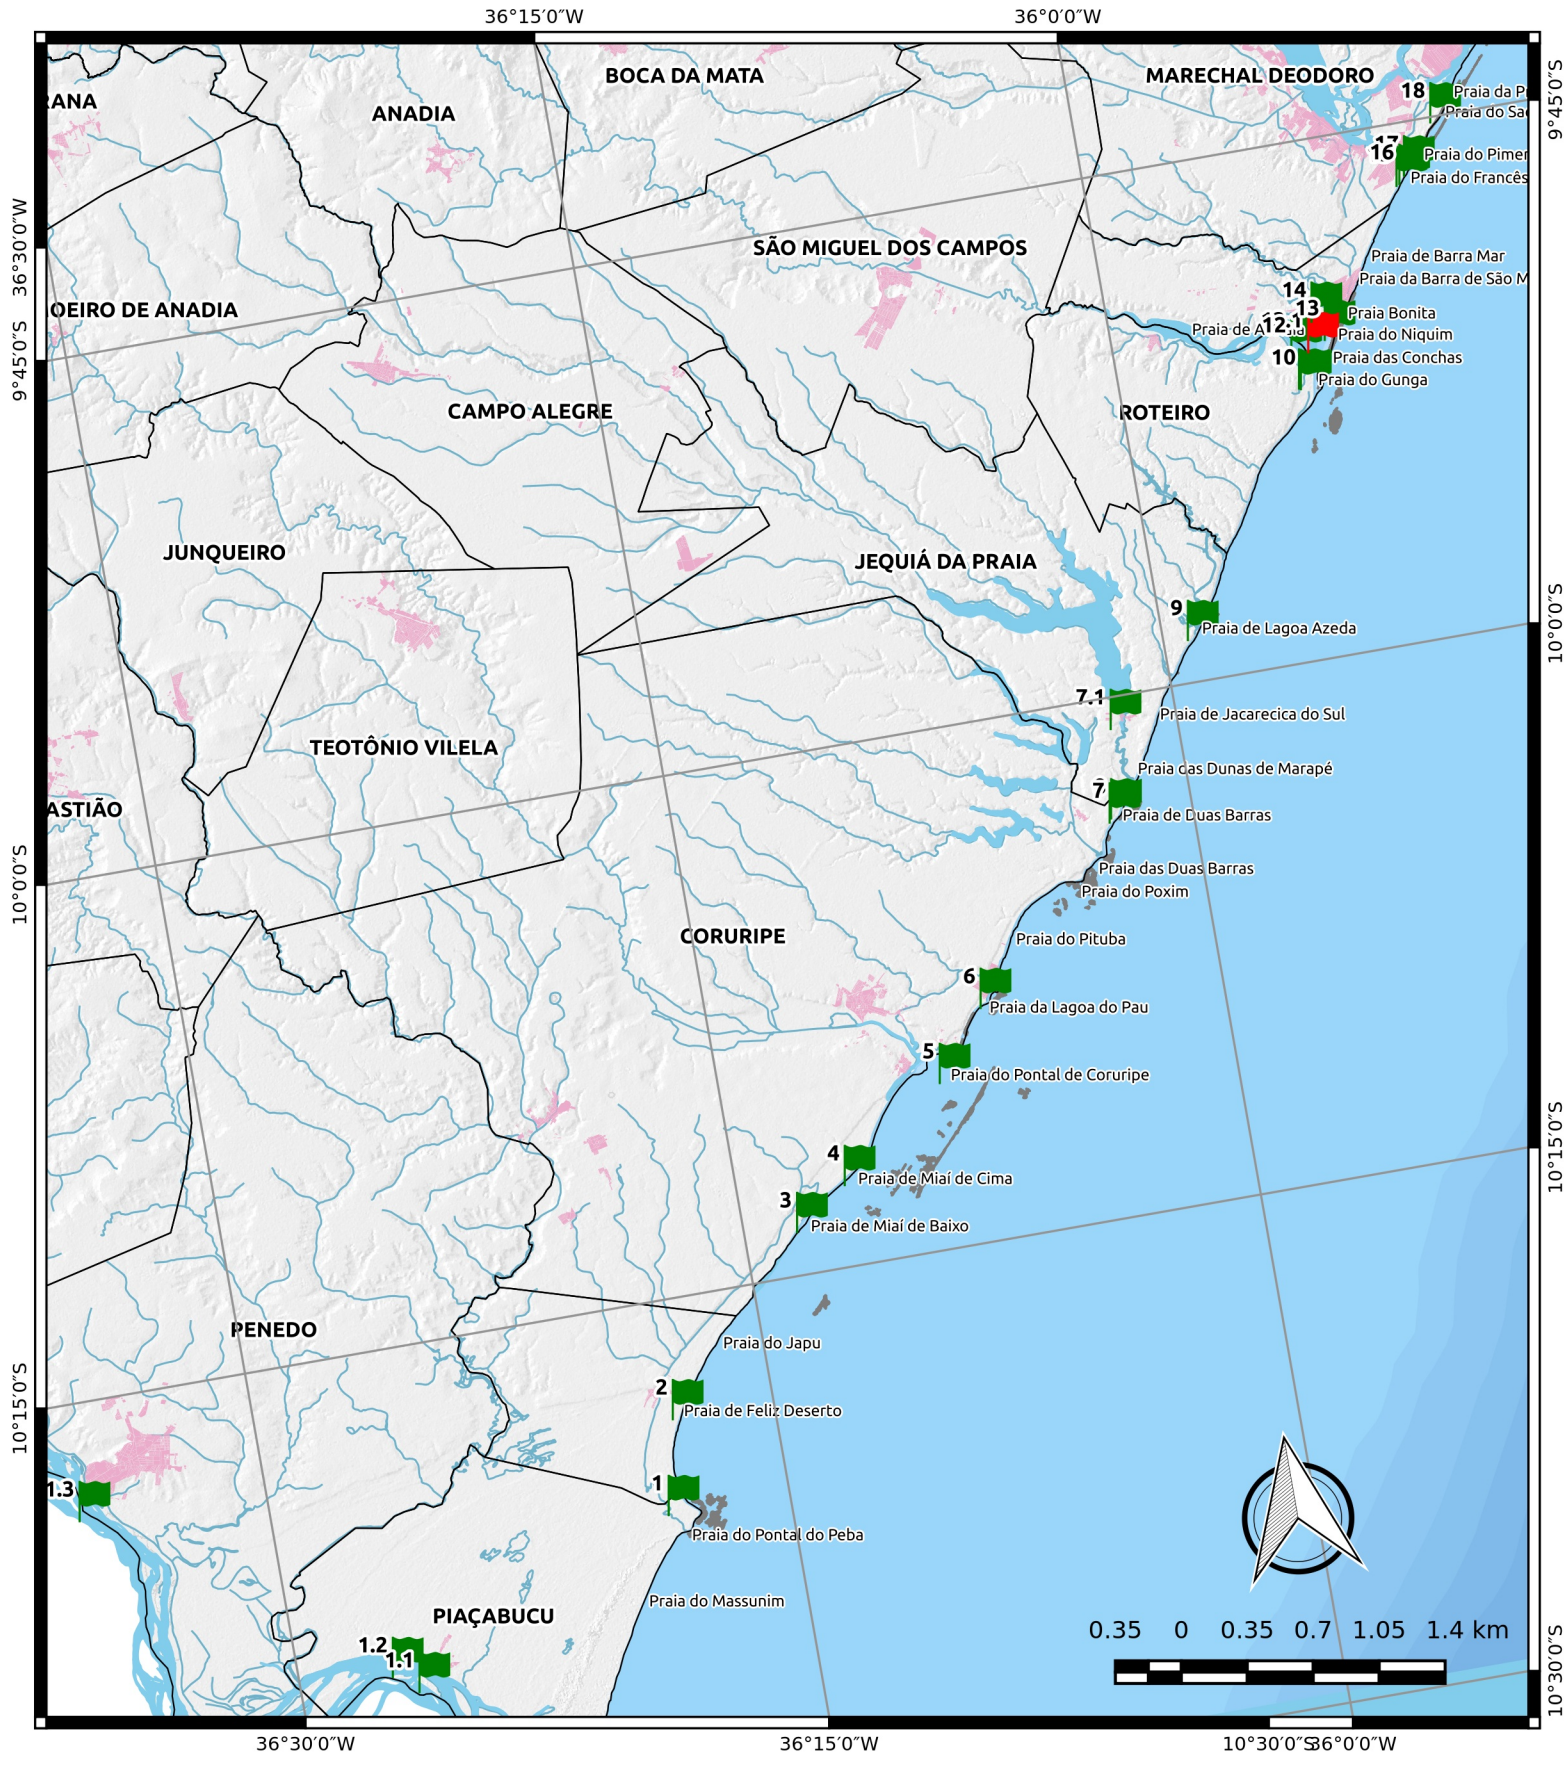 36°15′0″W
36°0′0″W
BOCA DA MATA
MARECHAL DEODORO
18
Praia da P
RANA
ANADIA
Praia do Sa
9°45′0″S
17
16
Praia do Pimen
Praia do Francês
36°30′0″W
SÃO MIGUEL DOS CAMPOS
Praia de Barra Mar
Praia da Barra de São M
14
OEIRO DE ANADIA
13
Praia Bonita
12.1
Praia de
Praia do Niquim
9°45′0″S
10
Praia das Conchas
Praia do Gunga
CAMPO ALEGRE
ROTEIRO
JUNQUEIRO
JEQUIÁ DA PRAIA
9
Praia de Lagoa Azeda
10°0′0″S
7.1
Praia de Jacarecica do Sul
TEOTÔNIO VILELA
Praia das Dunas de Marapé
7
ASTIÃO
Praia de Duas Barras
Praia das Duas Barras
Praia do Poxim
10°0′0″S
CORURIPE
Praia do Pituba
6
Praia da Lagoa do Pau
5
Praia do Pontal de Coruripe
10°15′0″S
4
Praia de Miaí de Cima
3
Praia de Miaí de Baixo
PENEDO
Praia do Japu
2
Praia de Feliz Deserto
10°15′0″S
1.3
1
Praia do Pontal do Peba
Praia do Massunim
PIAÇABUCU
1.2
1.1
0.35 0 0.35 0.7 1.05 1.4 km
10°30′0″S
36°30′0″W
36°15′0″W
10°30′0″S
36°0′0″W